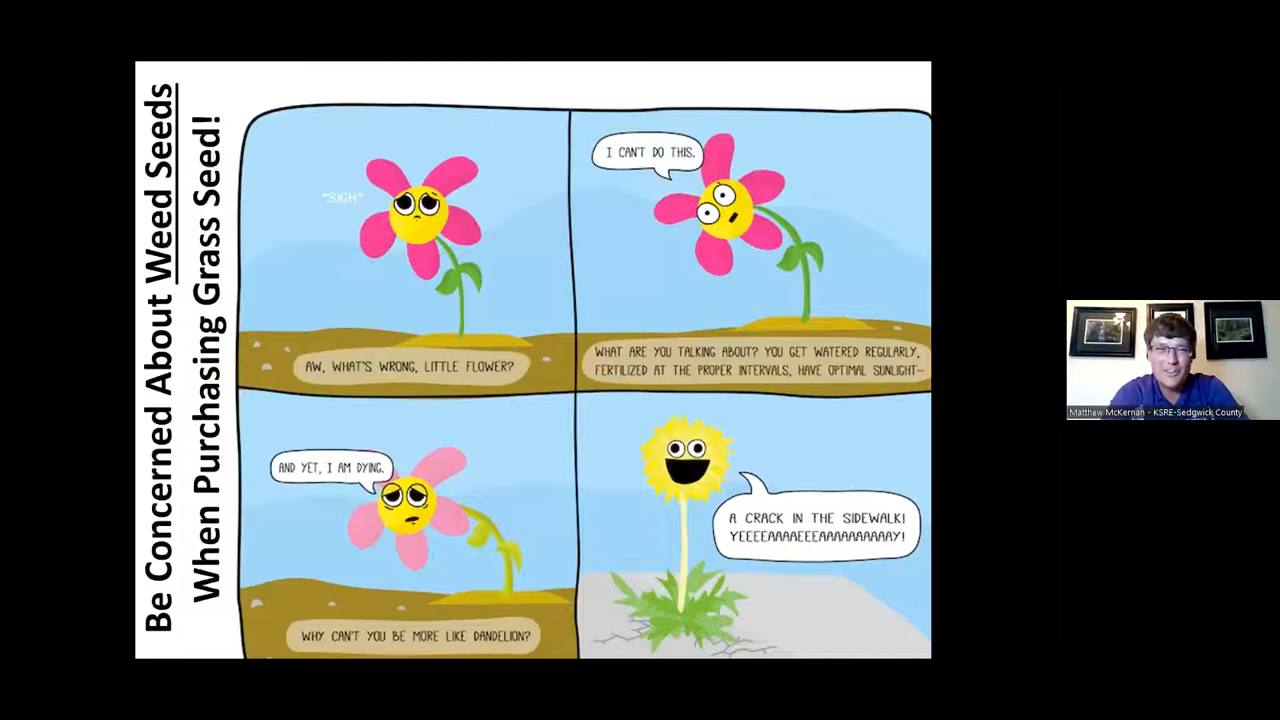 Be Concerned About Weed Seeds
When Purchasing Grass Seed!
*SIGH*
AW, WHAT'S WRONG, LITTLE FLOWER?
I CAN'T DO THIS.
WHAT ARE YOU TALKING ABOUT? YOU GET WATERED REGULARLY,
FERTILIZED AT THE PROPER INTERVALS, HAVE OPTIMAL SUNLIGHT—
AND YET, I AM DYING.
WHY CAN'T YOU BE MORE LIKE DANDELION?
A CRACK IN THE SIDEWALK!
YEEEEAAAAEEEAAAAAAAAAAY!
Matthew McKernan - KSRE-Sedgwick County